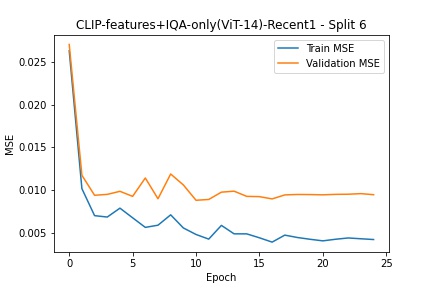 CLIP-features+IQA-only(ViT-14)-Recent1 - Split 6
Train MSE
Validation MSE
0.025
0.020
0.015
0.010
0.005
MSE
0
5
10
15
20
25
Epoch